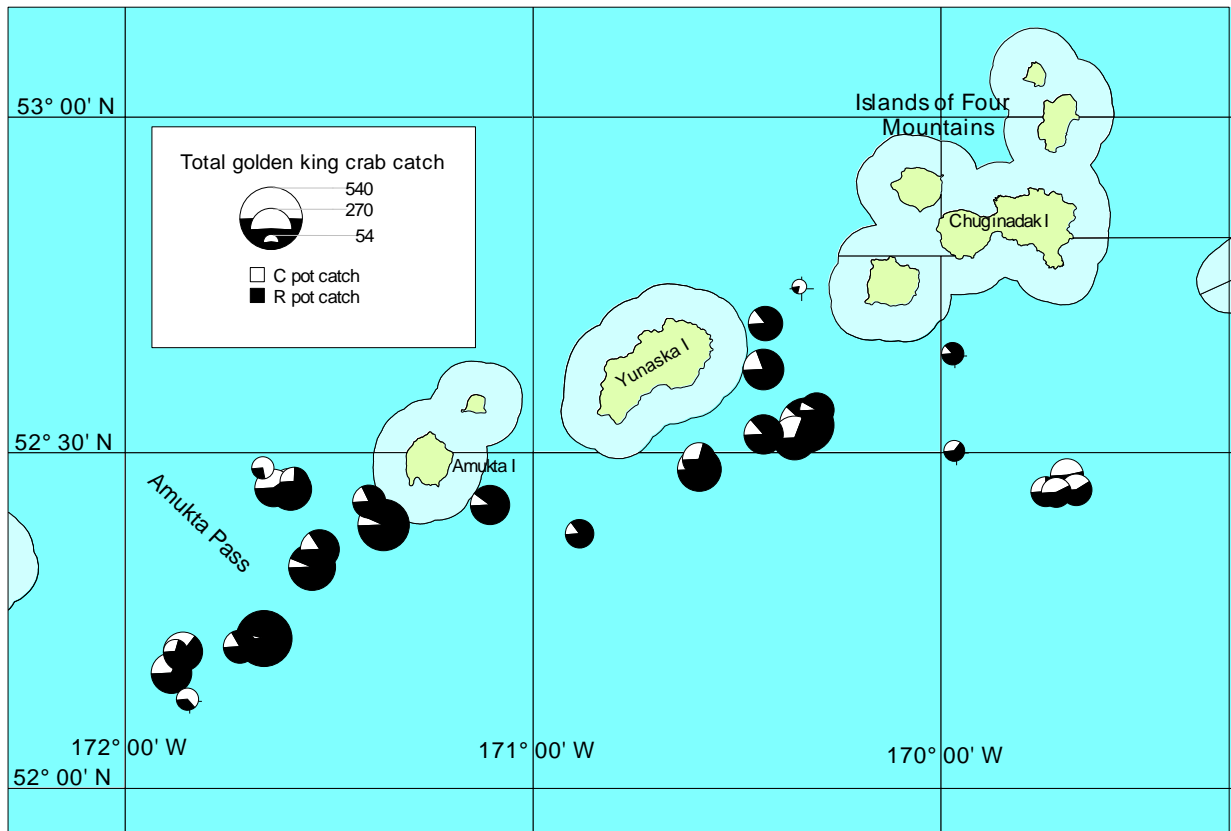 Islands of Four
Mountains
53° 00' N
Total golden king crab catch
540
270
54
C pot catch
R pot catch
Chuginadak I
Yunaska I
52° 30' N
Amukta I
Amukta Pass
172° 00' W
171° 00' W
170° 00' W
52° 00' N